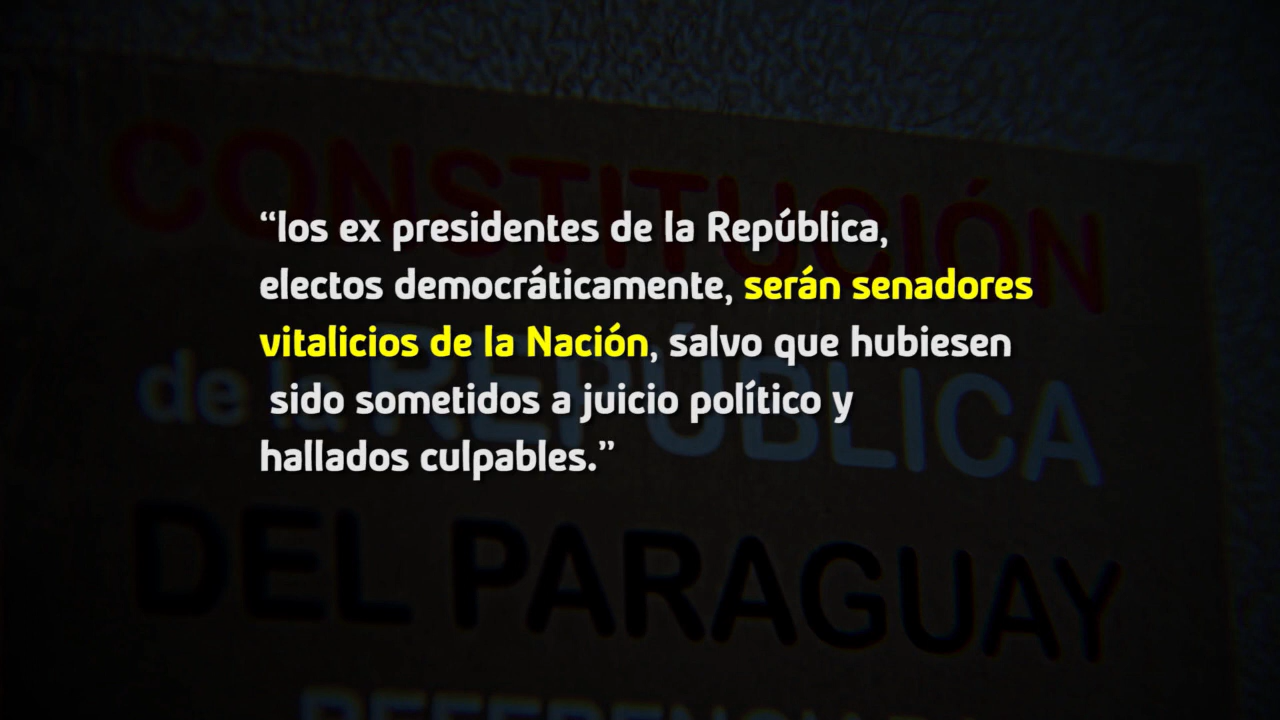 “los ex presidentes de la República,
electos democráticamente, serán senadores
vitalicios de la Nación, salvo que hubiesen
sido sometidos a juicio político y
hallados culpables.”
CONSTITUCIÓN
de la REPÚBLICA
DEL PARAGUAY